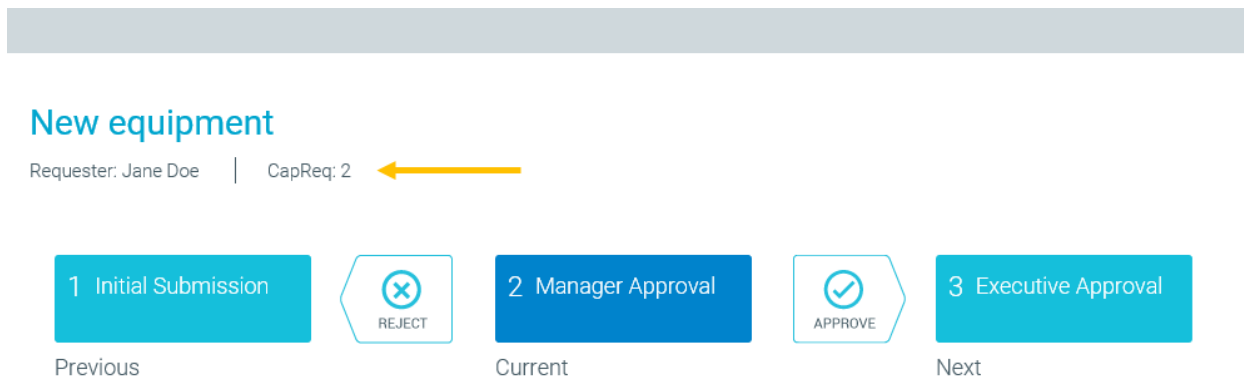 New equipment
Requester: Jane Doe | CapReq: 2
1 Initial Submission
REJECT
2 Manager Approval
APPROVE
3 Executive Approval
Previous
Current
Next